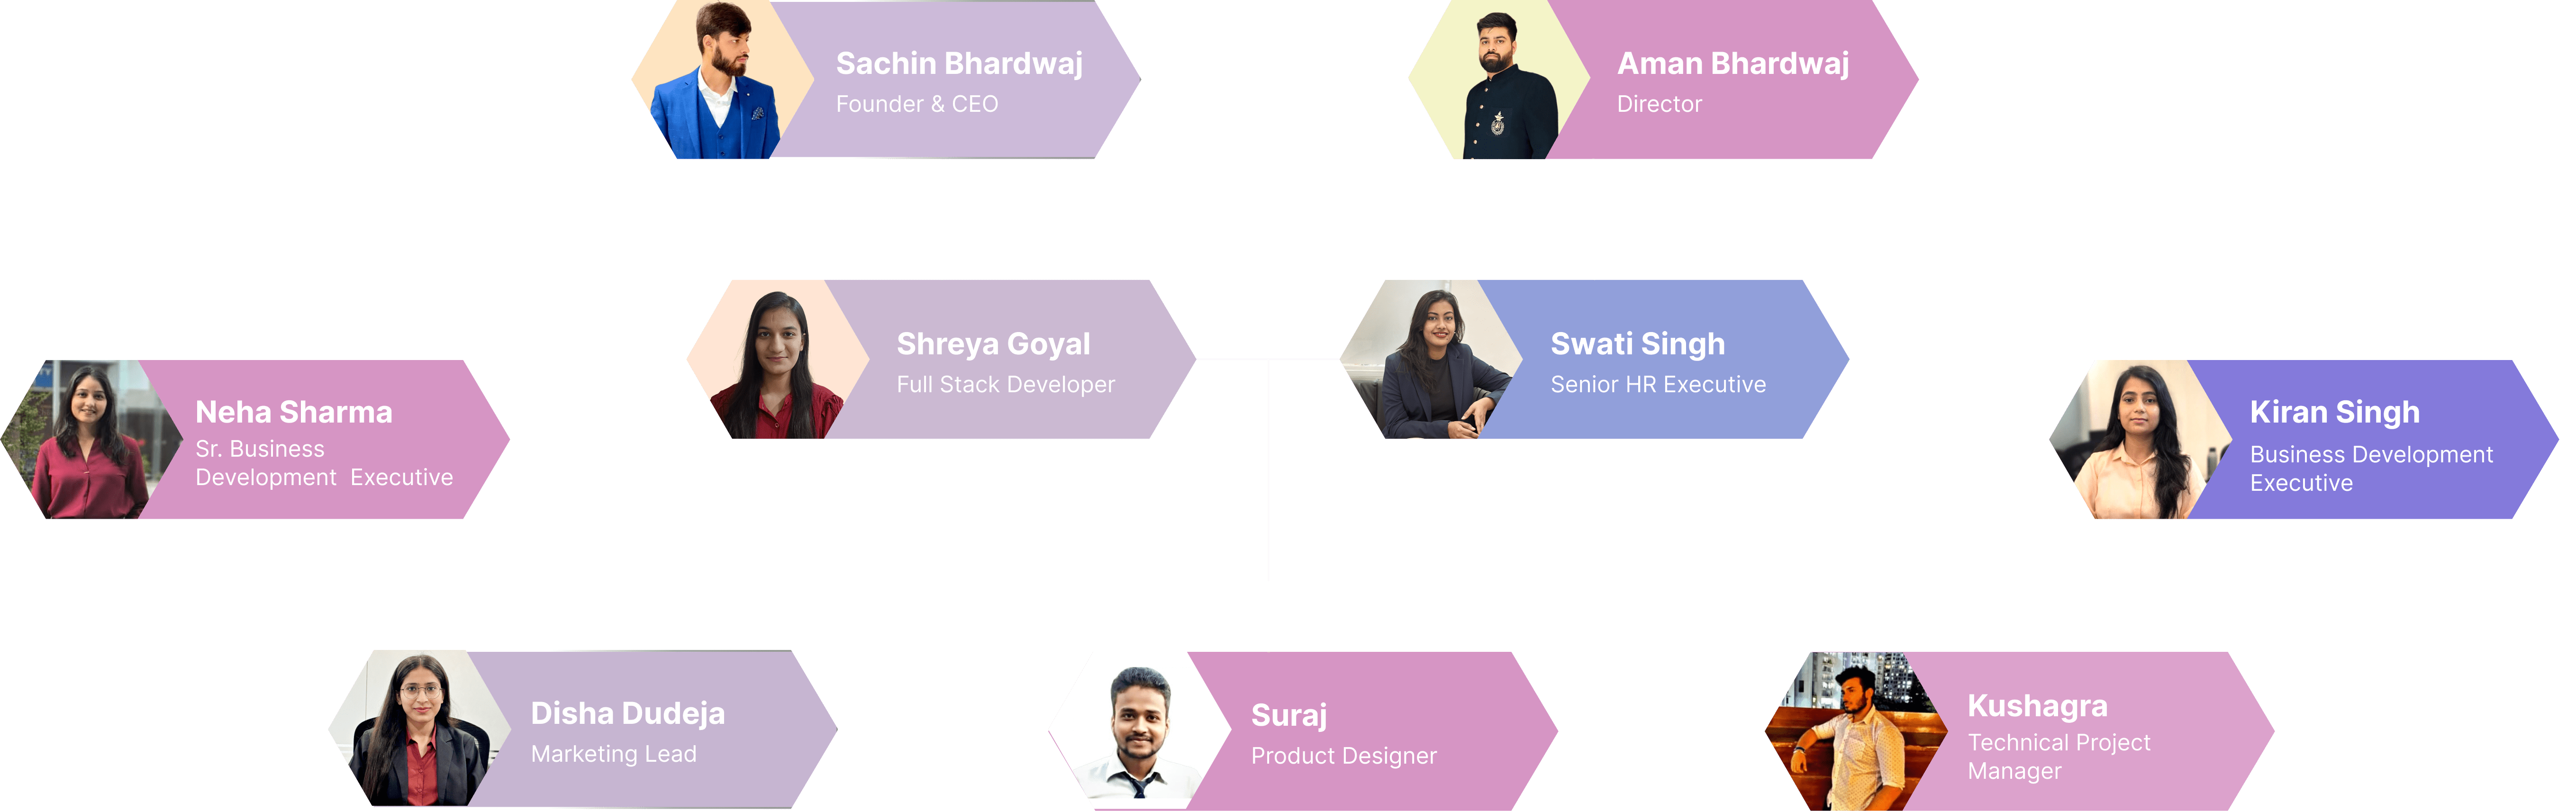 Sachin Bhardwaj
Founder & CEO
Aman Bhardwaj
Director
Shreya Goyal
Full Stack Developer
Swati Singh
Senior HR Executive
Neha Sharma
Sr. Business
Development  Executive
Kiran Singh
Business Development
Executive
Disha Dudeja
Marketing Lead
Suraj
Product Designer
Kushagra
Technical Project
Manager